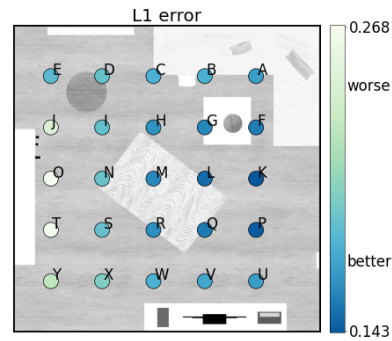 L1 error
0.268
worse
E D C B A
J I H G F
O N M L K
T S R Q P
better
Y X W V U
0.143